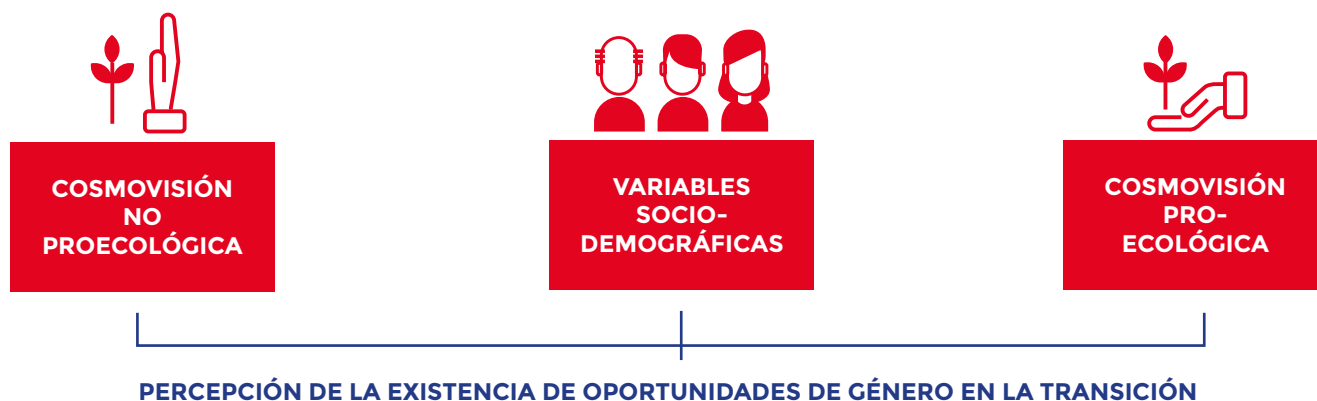 COSMOVISIÓN
NO
PROECOLÓGICA
VARIABLES
SOCIO-
DEMOGRÁFICAS
COSMOVISIÓN
PRO-
ECOLÓGICA
PERCEPCIÓN DE LA EXISTENCIA DE OPORTUNIDADES DE GÉNERO EN LA TRANSICIÓN